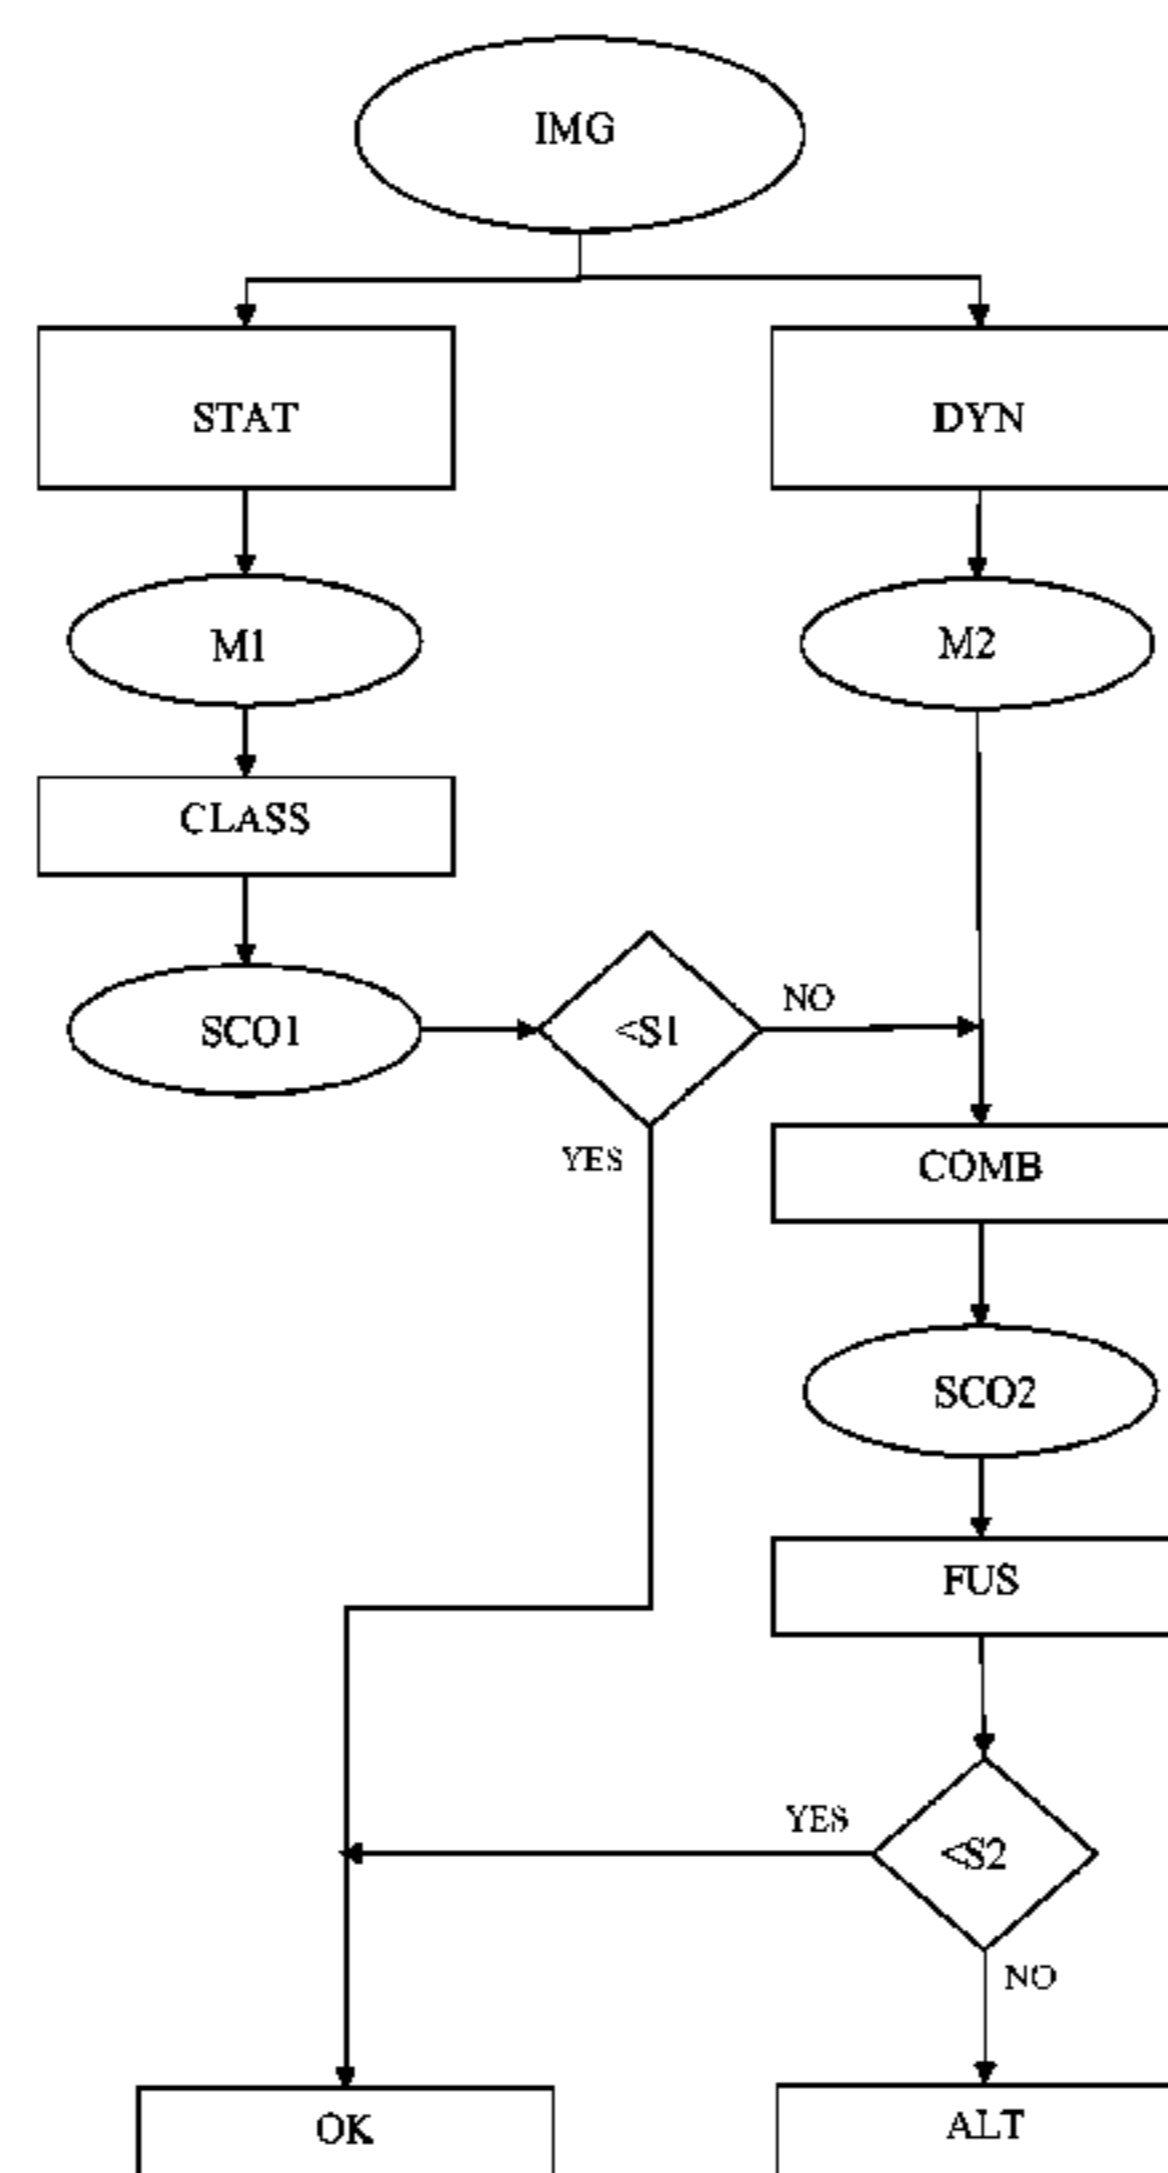 IMG
STAT
DYN
M1
M2
CLASS
SCO1
<S1
NO
YES
COMB
SCO2
FUS
YES
<S2
NO
OK
ALT